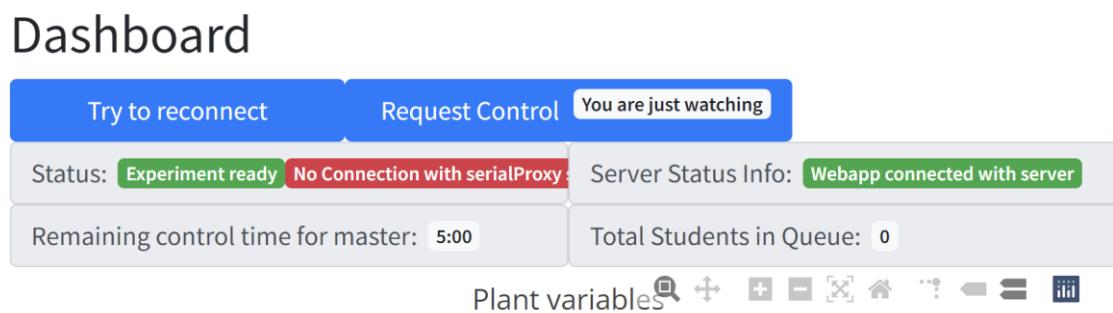 Dashboard
Try to reconnect
Request Control You are just watching
Status: Experiment ready No Connection with serialProxy
Server Status Info: Webapp connected with server
Remaining control time for master: 5:00
Total Students in Queue: 0
Plant variables